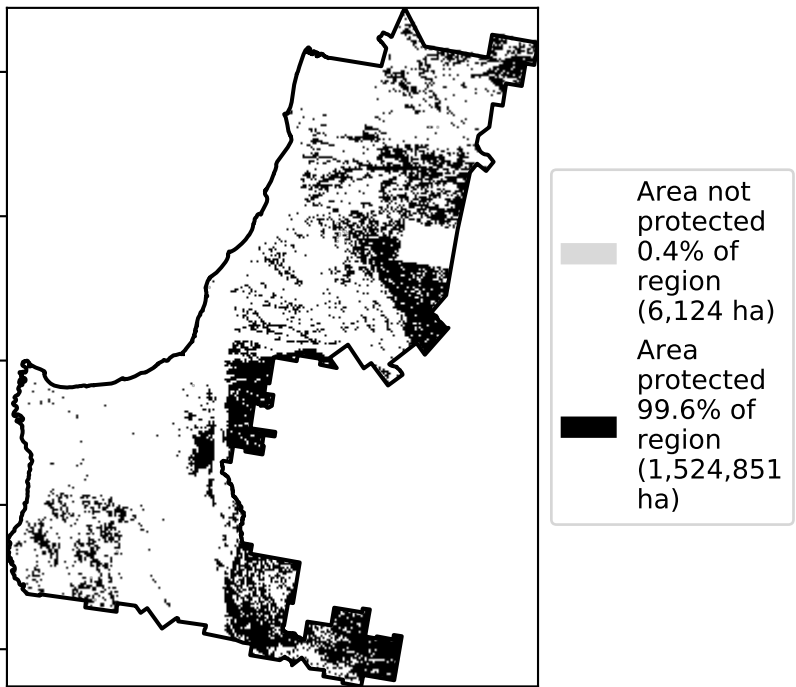 Area not
protected
0.4% of
region
(6,124 ha)
Area
protected
99.6% of
region
(1,524,851
ha)